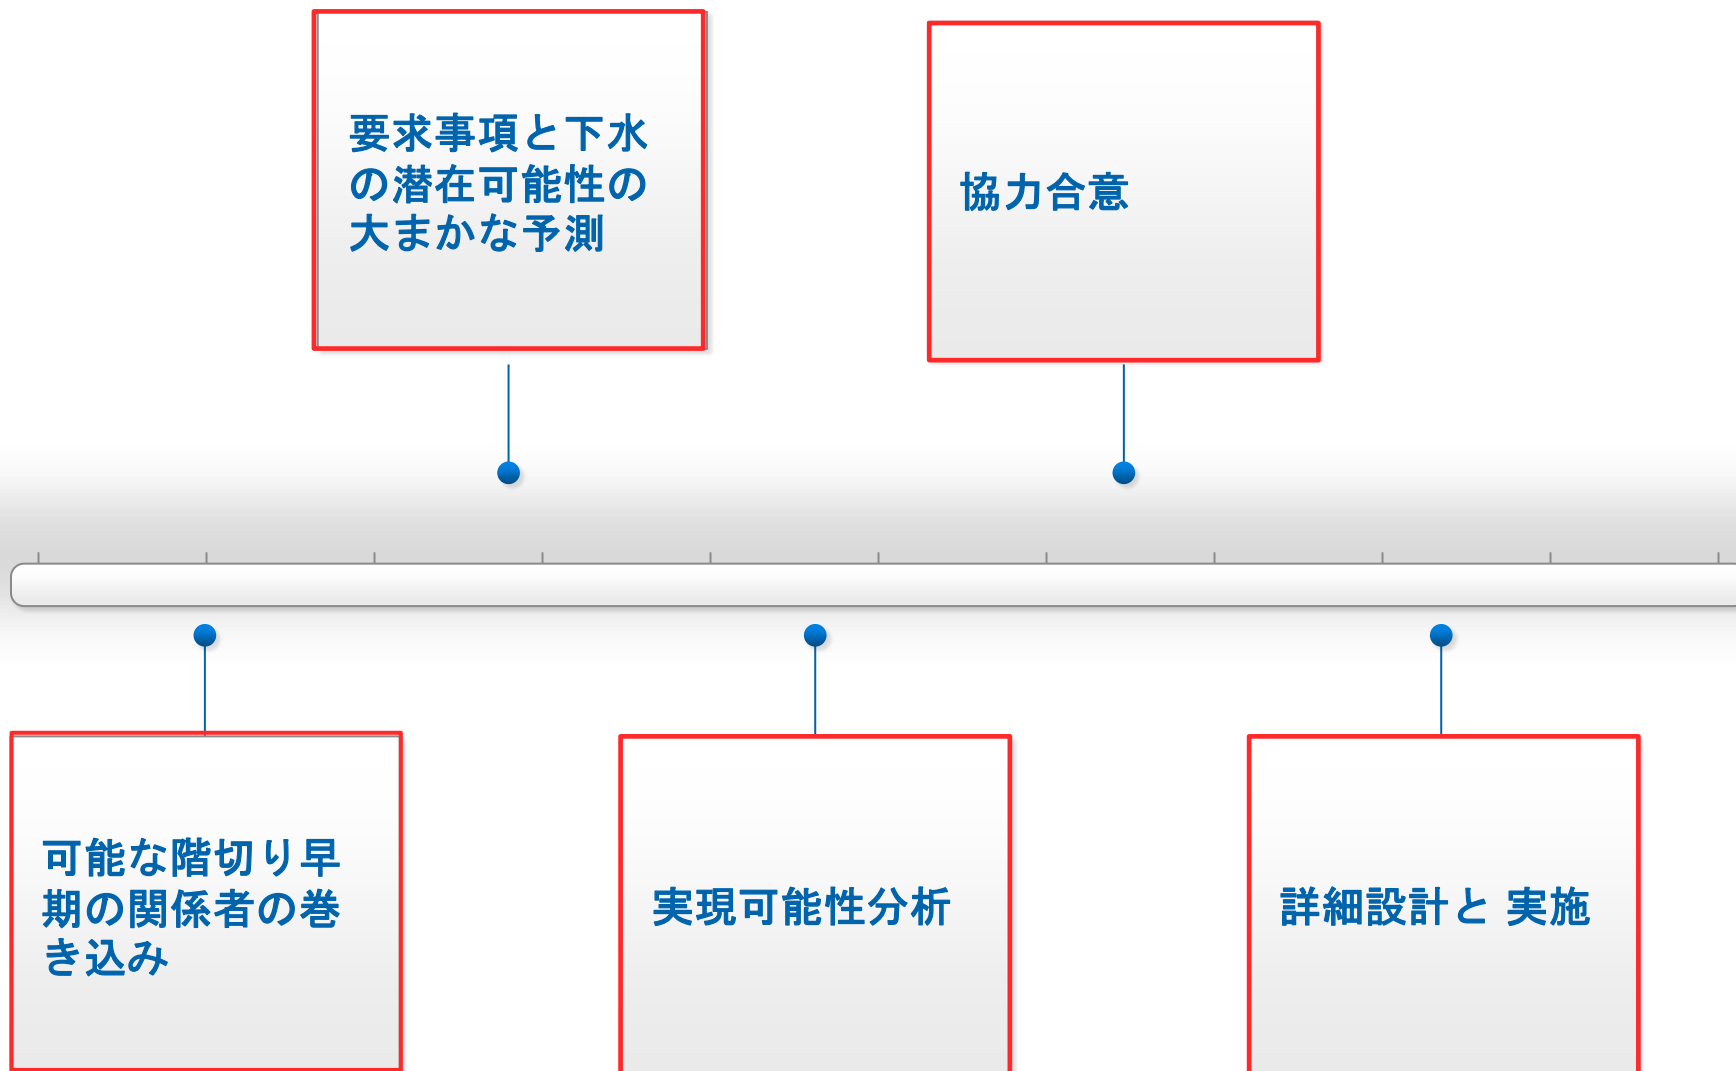 要求事項と下水
の潜在可能性の
大まかな予測
協力合意
可能な階切り早
期の関係者の巻
き込み
実現可能性分析
詳細設計と 実施